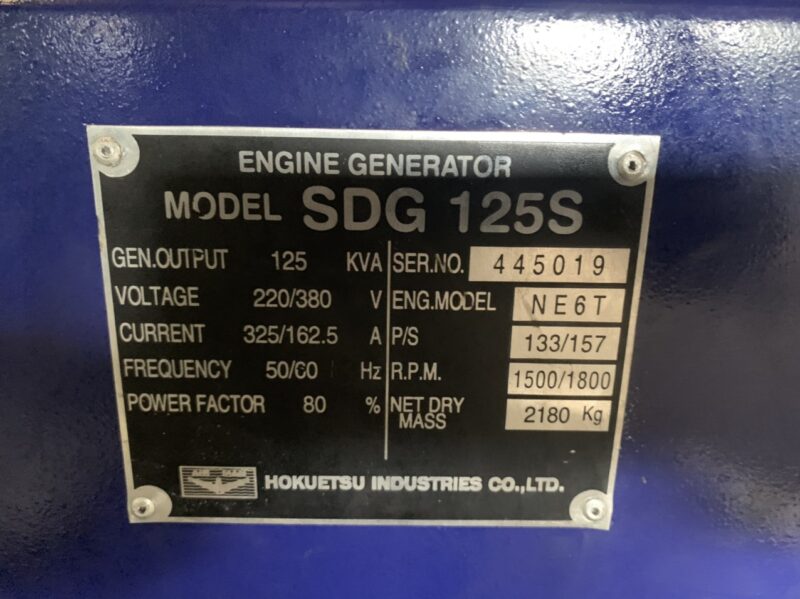 ENGINE GENERATOR
MODEL SDG 125S
GEN.OUTPUT 125 KVA
VOLTAGE 220/380 V
CURRENT 325/162.5 A
FREQUENCY 50/60 Hz
POWER FACTOR 80 %
SER.NO. 445019
ENG.MODEL NE6T
P/S 133/157
R.P.M. 1500/1800
NET DRY MASS 2180 Kg
AIRMAN
HOKUETSU INDUSTRIES CO.,LTD.